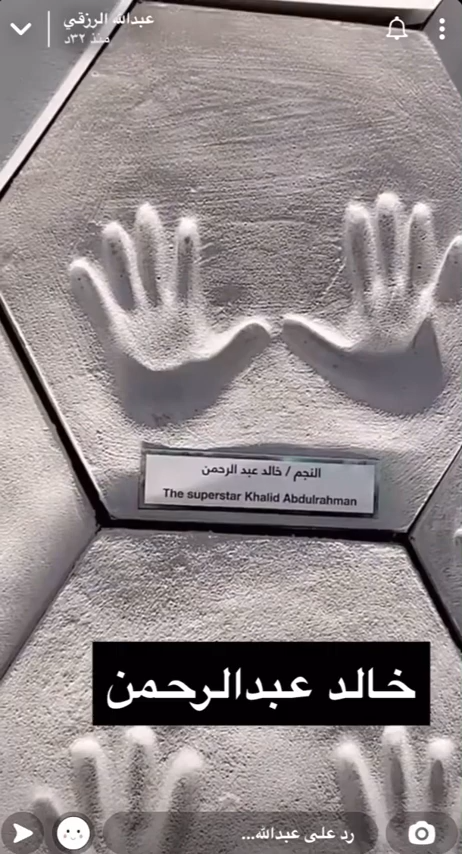 عبدالله الرزقي
منذ ٣٢د
النجم / خالد عبد الرحمن
The superstar Khalid Abdulrahman
خالد عبدالرحمن
رد على عبدالله...